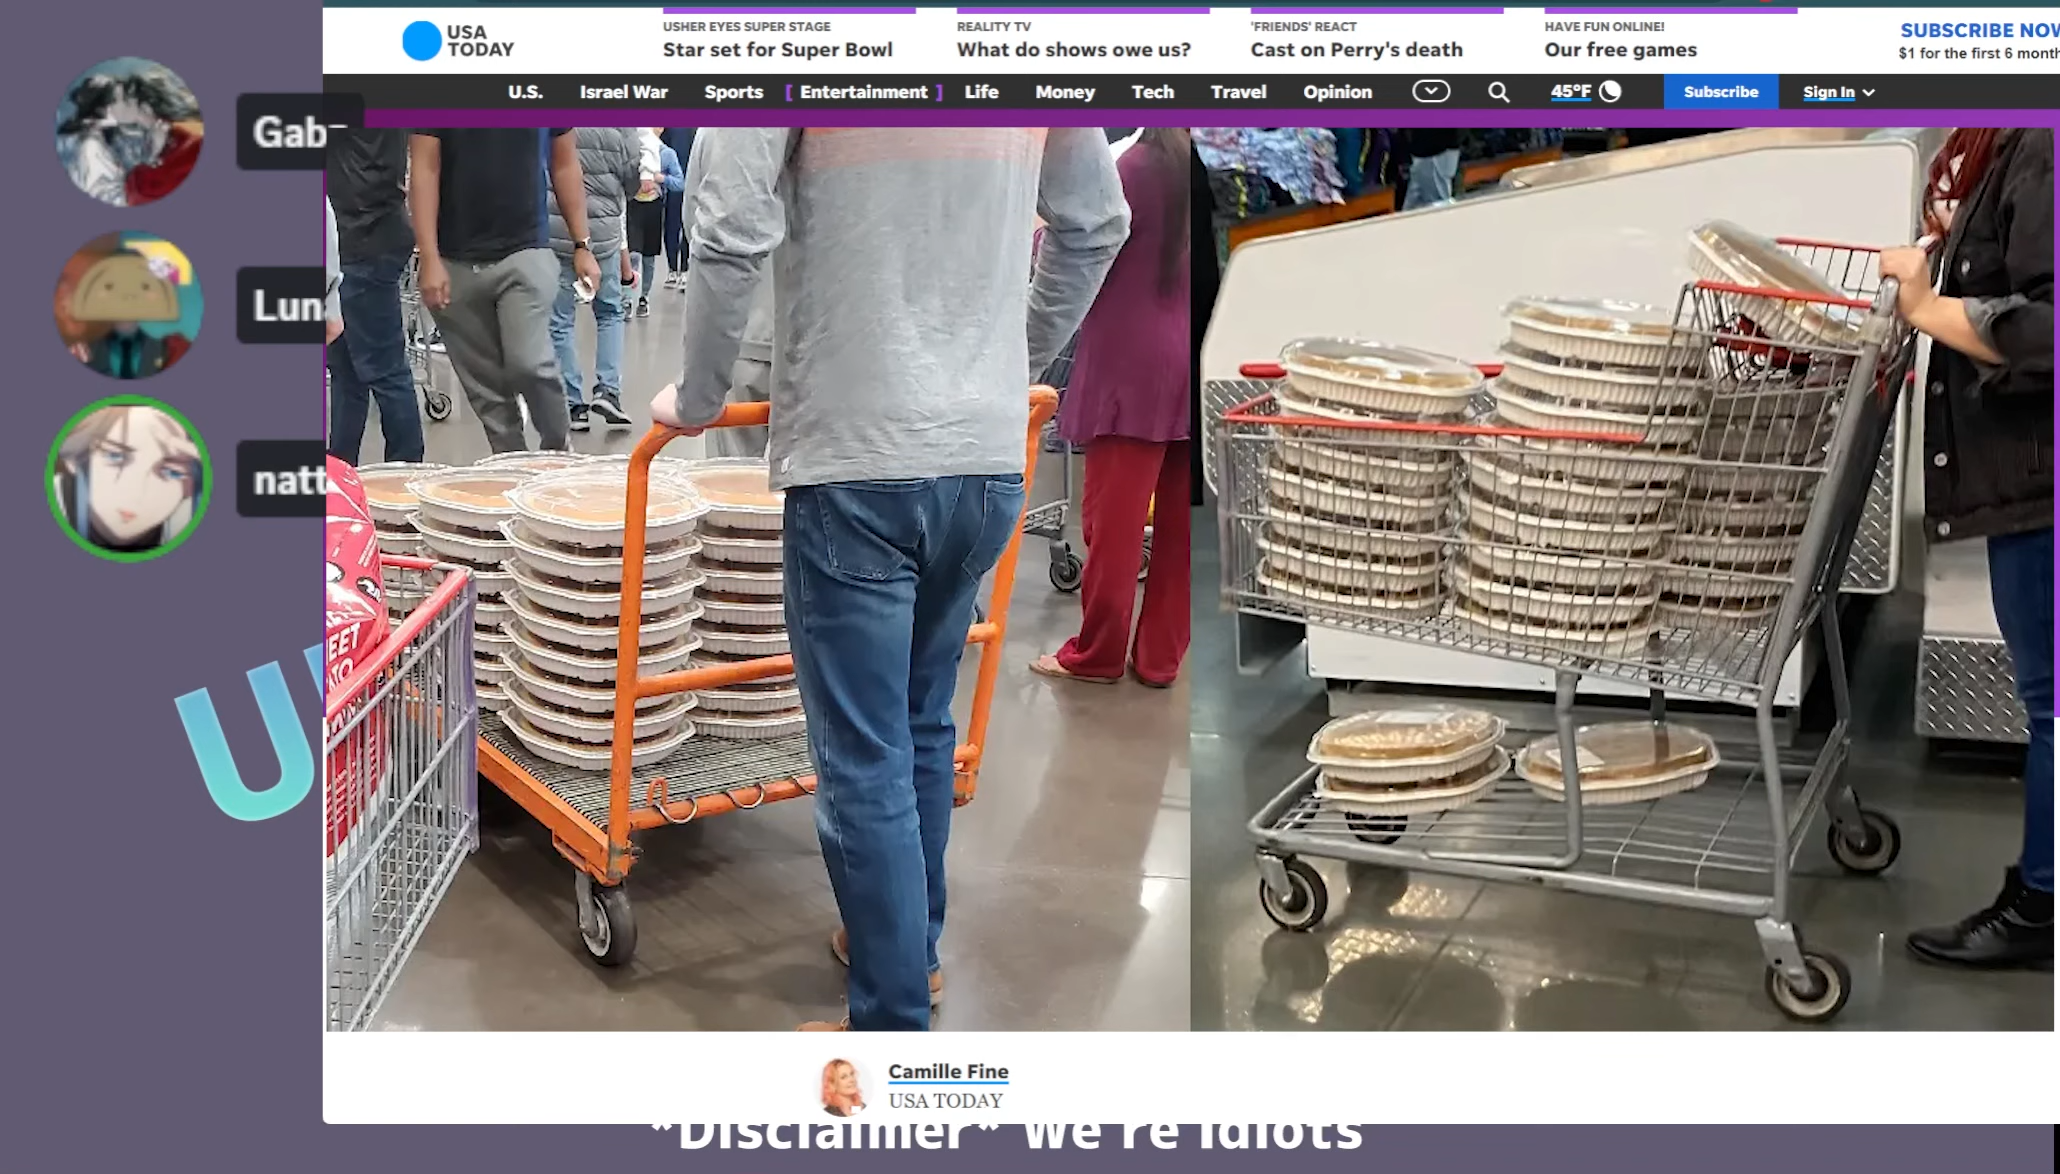 USA
TODAY
USHER EYES SUPER STAGE
Star set for Super Bowl
REALITY TV
What do shows owe us?
'FRIENDS' REACT
Cast on Perry's death
HAVE FUN ONLINE!
Our free games
SUBSCRIBE NOW
$1 for the first 6 month
U.S.
Israel War
Sports
[ Entertainment ]
Life
Money
Tech
Travel
Opinion
45°F
Subscribe
Sign In
Gab
Lun
natt
U
EET
Camille Fine
USA TODAY
*Disclaimer* We're Idiots